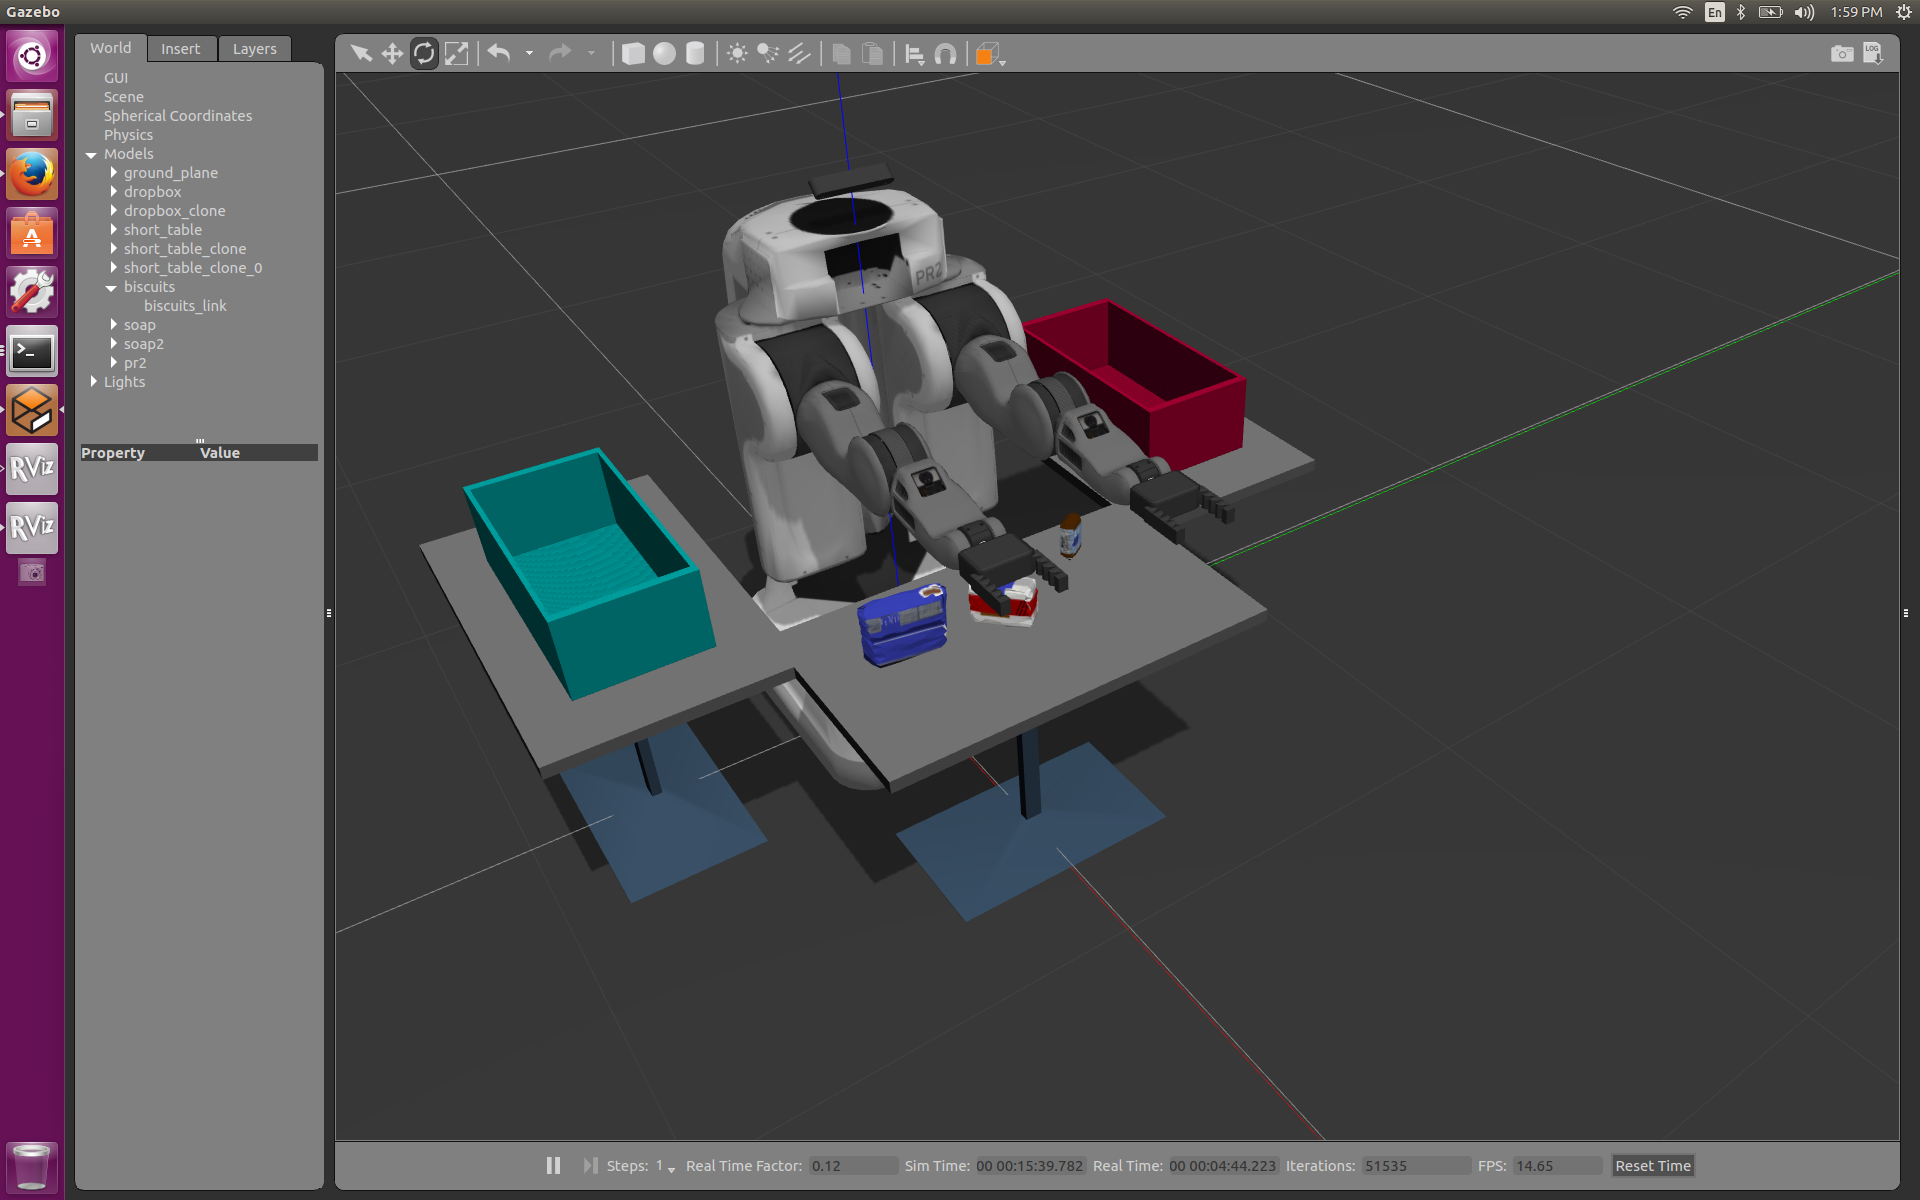 Gazebo
En
1:59 PM
World Insert Layers
LOG
GUI
Scene
Spherical Coordinates
Physics
Models
ground_plane
dropbox
dropbox_clone
short_table
short_table_clone
short_table_clone_0
biscuits
biscuits_link
soap
soap2
pr2
Lights
Property Value
RViz
RViz
PR2
Steps: 1 Real Time Factor: 0.12 Sim Time: 00 00:15:39.782 Real Time: 00 00:04:44.223 Iterations: 51535 FPS: 14.65 Reset Time